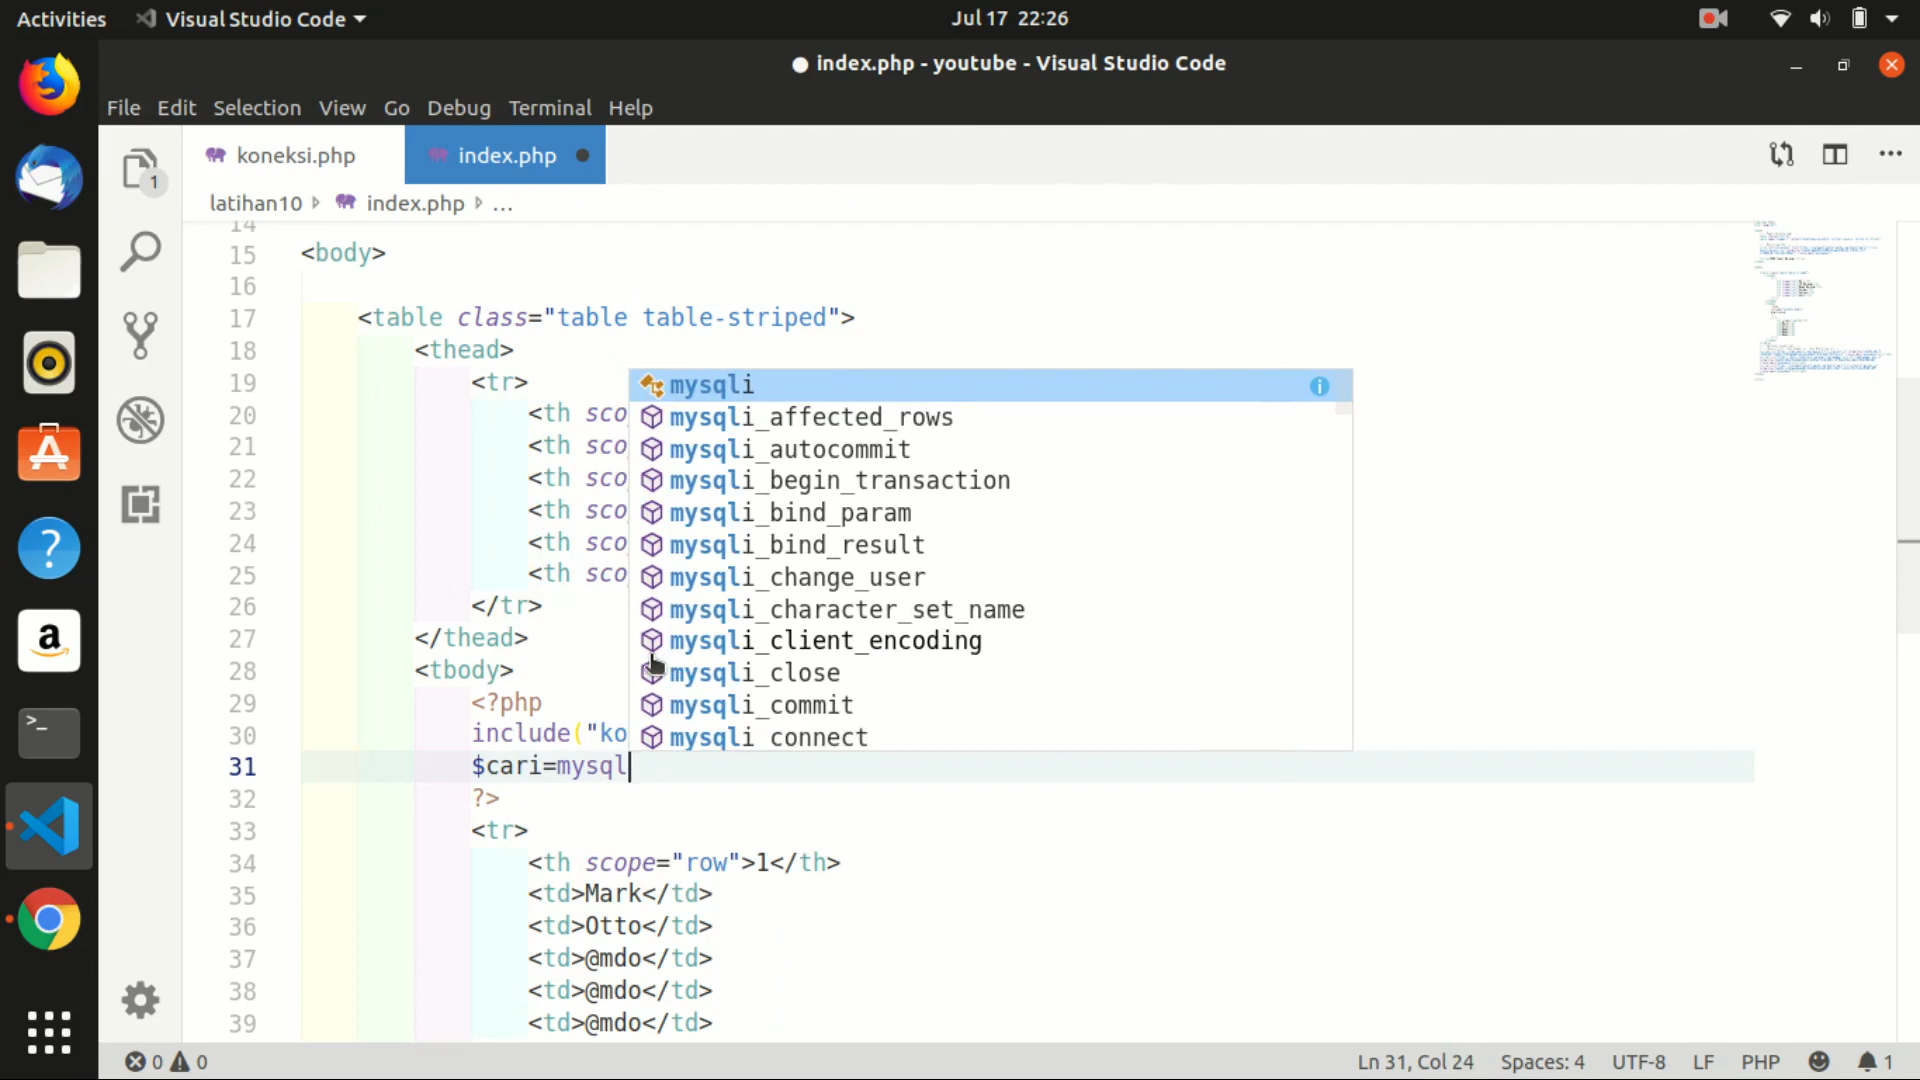 Activities
Visual Studio Code
Jul 17 22:26
index.php - youtube - Visual Studio Code
File Edit Selection View Go Debug Terminal Help
koneksi.php
index.php
1
latihan10
index.php
...
14
15 <body>
16
17 <table class="table table-striped">
18 <thead>
19 <tr>
20 <th sco
21 <th sco
22 <th sco
23 <th sco
24 <th sco
25 <th sco
26 </tr>
27 </thead>
28 <tbody>
29 <?php
30 include("ko
31 $cari=mysql
32 ?>
33 <tr>
34 <th scope="row">1</th>
35 <td>Mark</td>
36 <td>Otto</td>
37 <td>@mdo</td>
38 <td>@mdo</td>
39 <td>@mdo</td>
mysqli
mysqli_affected_rows
mysqli_autocommit
mysqli_begin_transaction
mysqli_bind_param
mysqli_bind_result
mysqli_change_user
mysqli_character_set_name
mysqli_client_encoding
mysqli_close
mysqli_commit
mysqli_connect
0 0
Ln 31, Col 24
Spaces: 4
UTF-8
LF
PHP
1